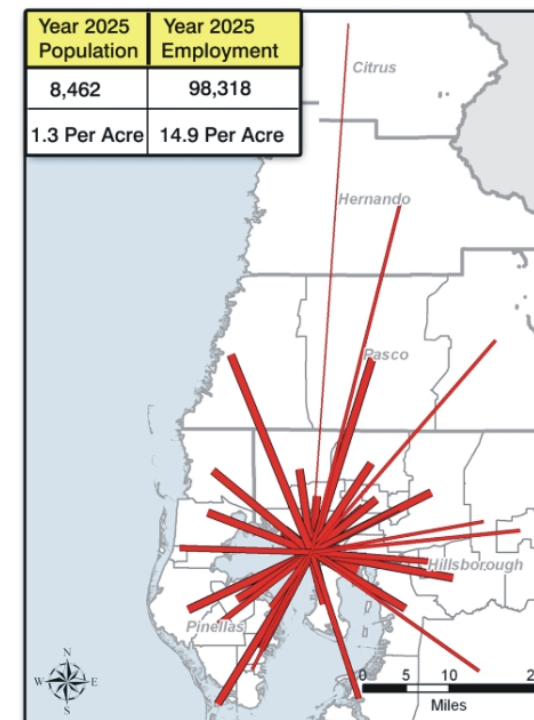 Year 2025 Population
Year 2025 Employment
8,462
98,318
1.3 Per Acre
14.9 Per Acre
Citrus
Hernando
Pasco
Hillsborough
Pinellas
N
W
E
S
0 5 10 2
Miles